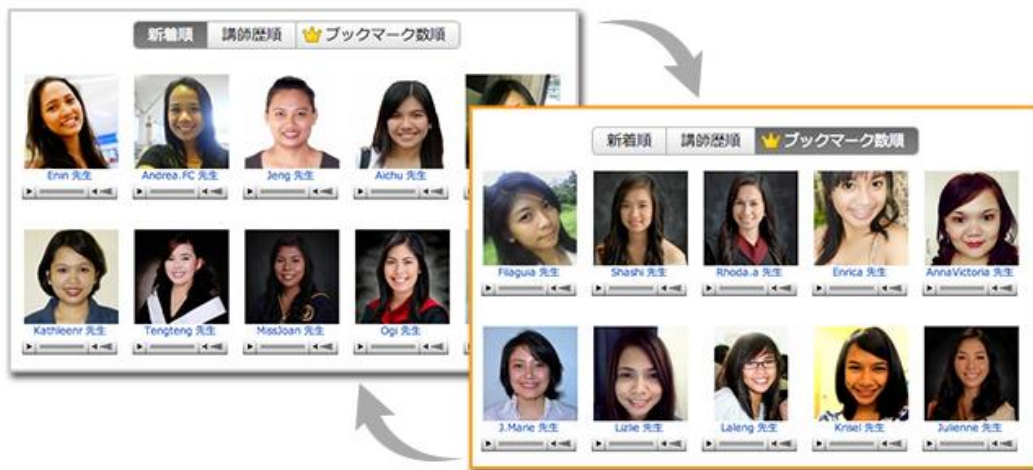 新着順 講師歴順 ブックマーク数順
Enin 先生 Andrea.FC 先生 Jeng 先生 Aichu 先生
Kathleenr 先生 Tengteng 先生 MissJoan 先生 Ogi 先生
新着順 講師歴順 ブックマーク数順
Filaguia 先生 Shashi 先生 Rhoda.a 先生 Enrica 先生 AnnaVictoria 先生
J.Marie 先生 Lizlie 先生 Laleng 先生 Krisel 先生 Julienne 先生